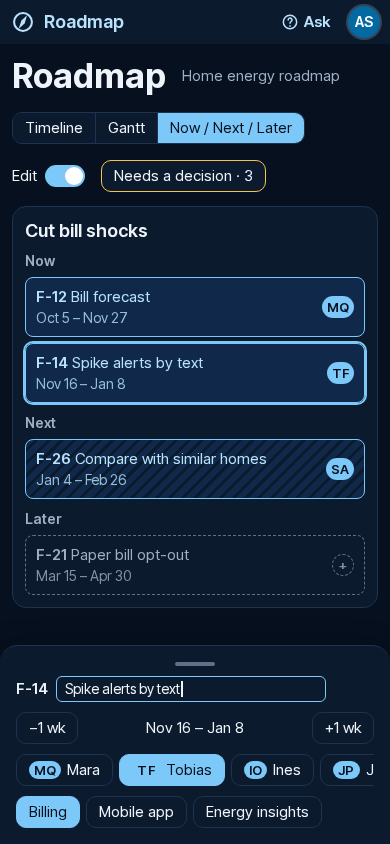 Roadmap
Ask
AS
Roadmap Home energy roadmap
Timeline Gantt Now / Next / Later
Edit Needs a decision · 3
Cut bill shocks
Now
F-12 Bill forecast
Oct 5 – Nov 27
MQ
F-14 Spike alerts by text
Nov 16 – Jan 8
TF
Next
F-26 Compare with similar homes
Jan 4 – Feb 26
SA
Later
F-21 Paper bill opt-out
Mar 15 – Apr 30
+
F-14 Spike alerts by text
−1 wk Nov 16 – Jan 8 +1 wk
MQ Mara TF Tobias IO Ines JP J
Billing Mobile app Energy insights